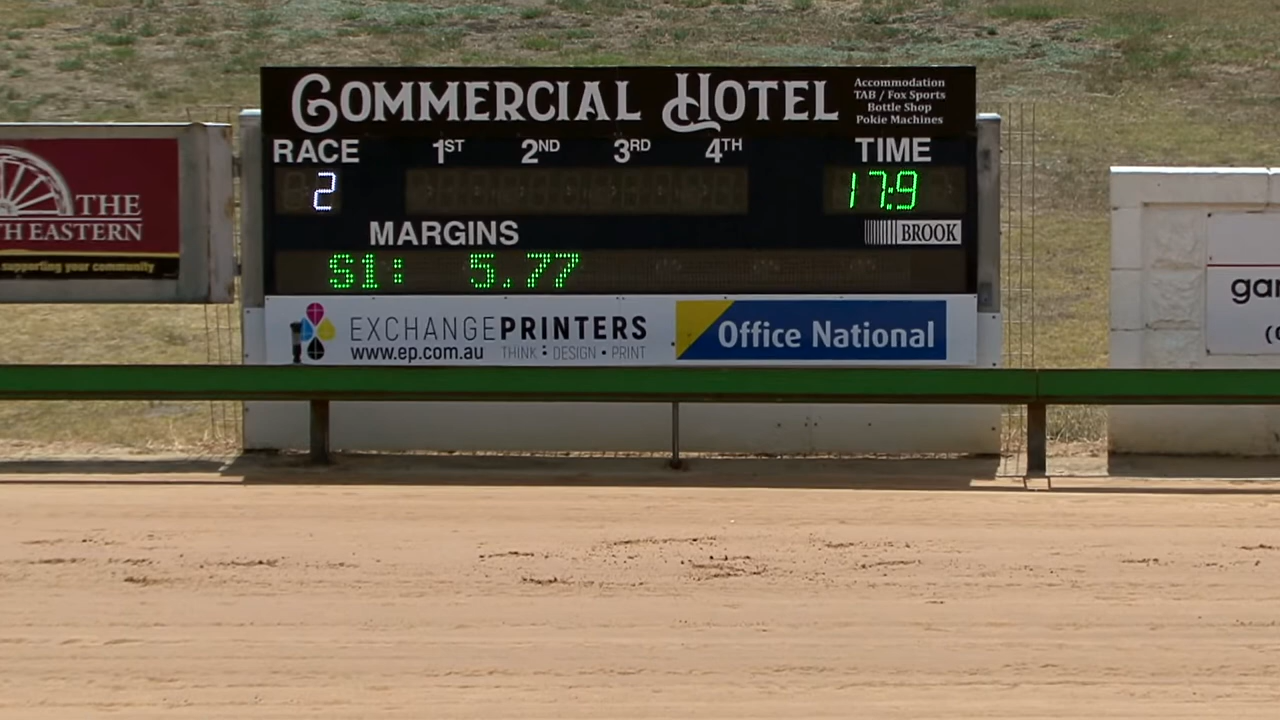 COMMERCIAL HOTEL
Accommodation
TAB / Fox Sports
Bottle Shop
Pokie Machines
RACE 1ST 2ND 3RD 4TH TIME
2 17:9
MARGINS
BROOK
S1: 5.77
EXCHANGEPRINTERS
www.ep.com.au THINK : DESIGN • PRINT
Office National
THE
TH EASTERN
supporting your community
gar